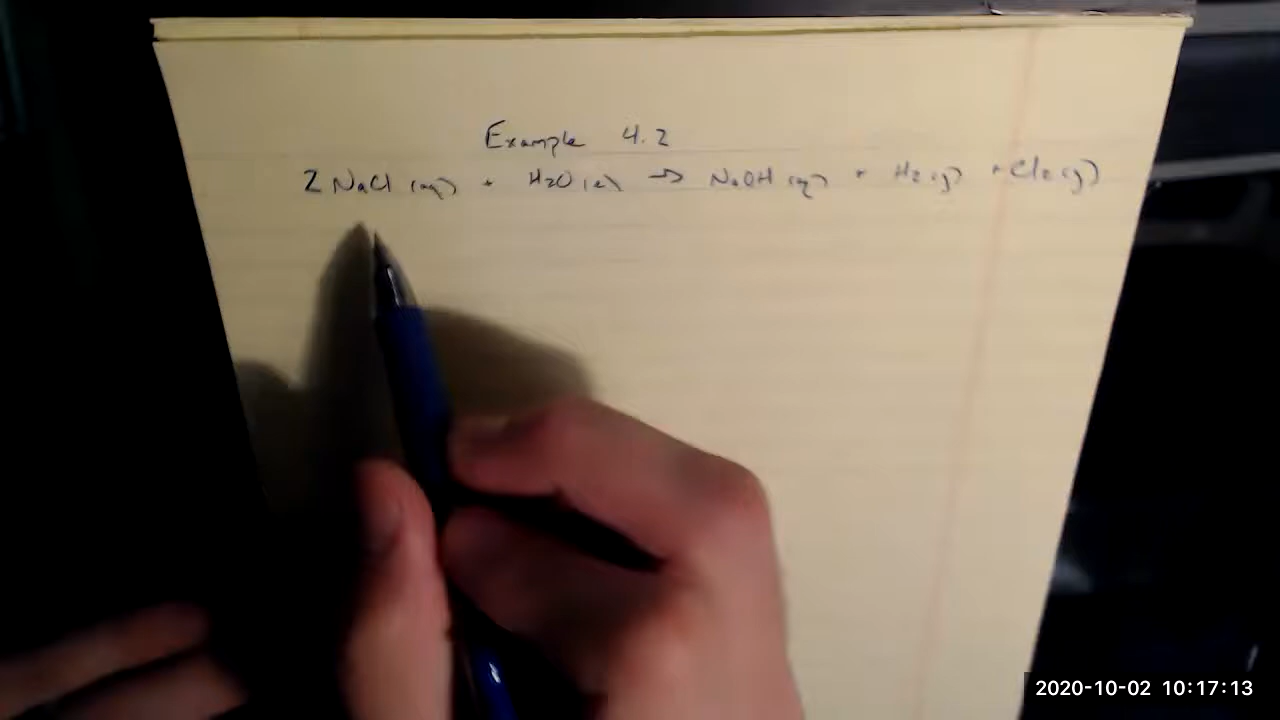 Example 4.2
2 NaCl (aq) + H2O (l) → NaOH (aq) + H2 (g) + Cl2 (g)
2020-10-02 10:17:13